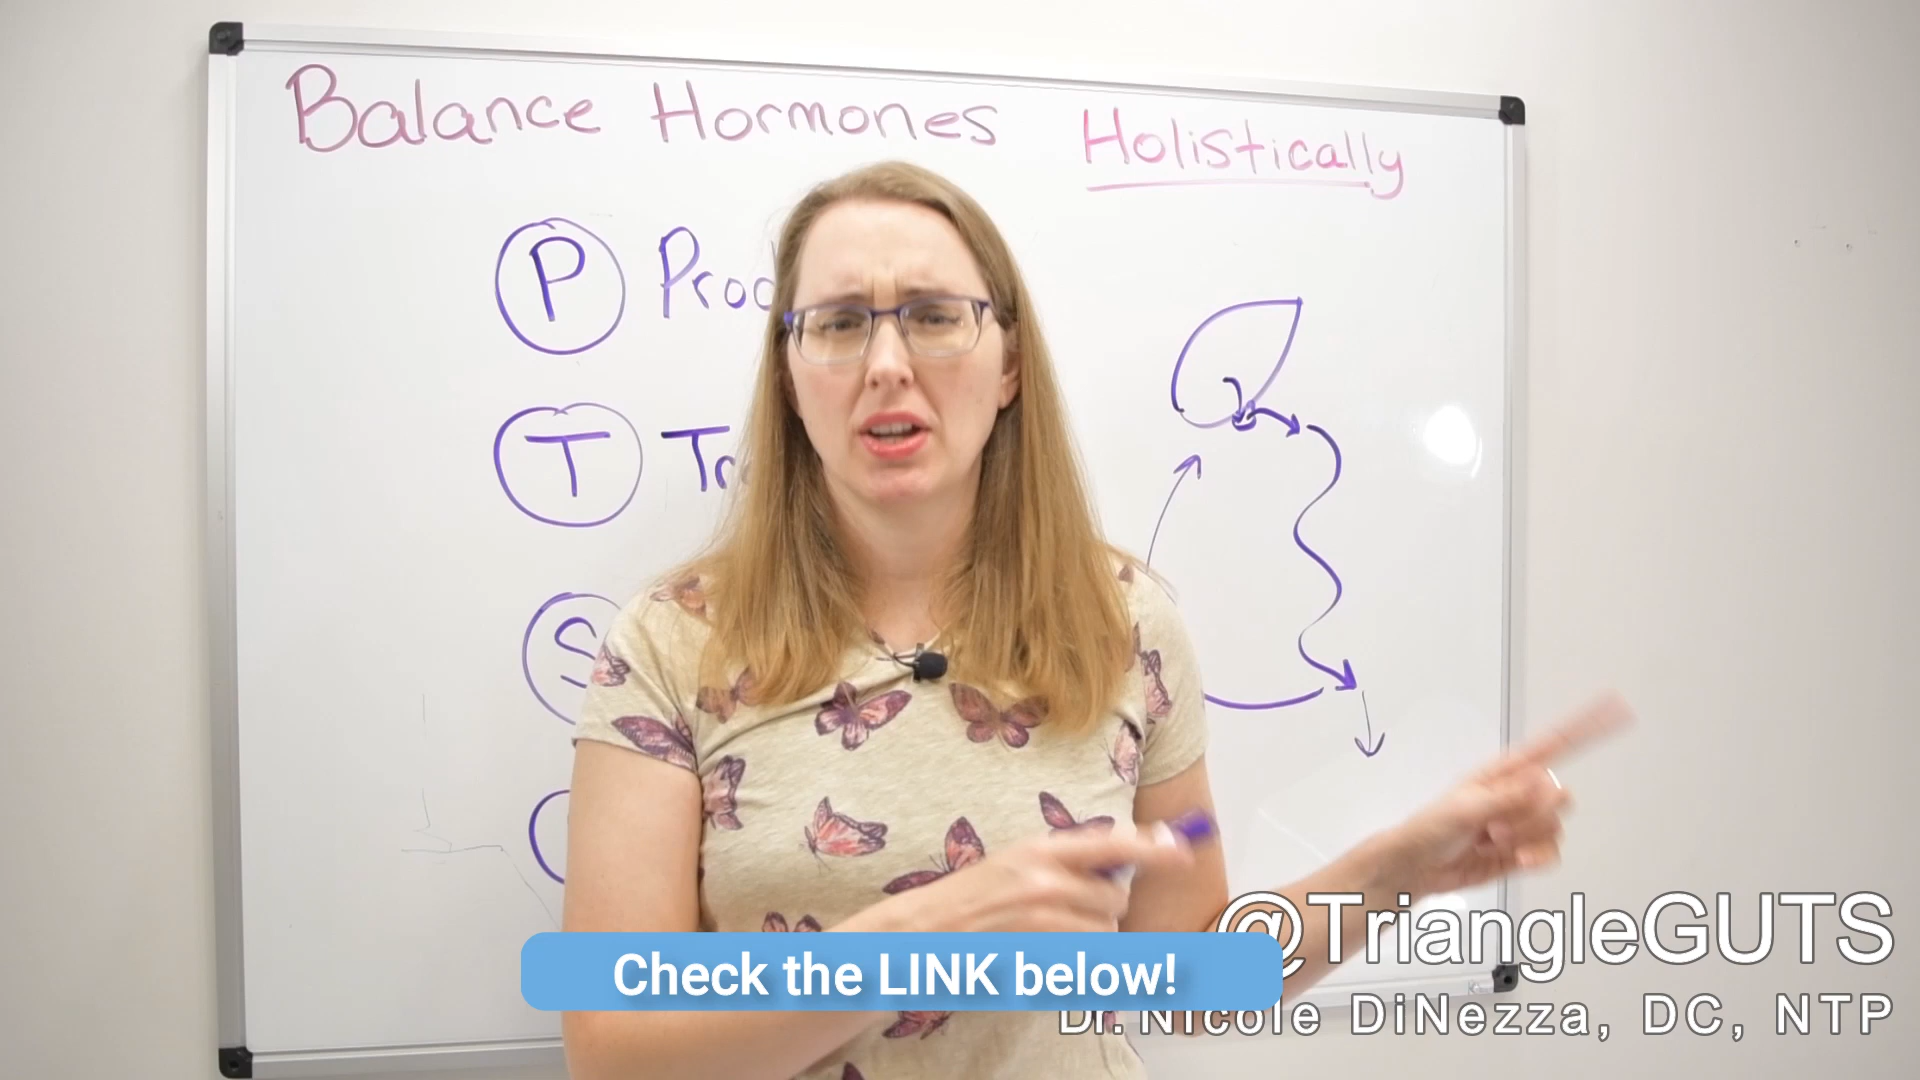 Balance Hormones Holistically
P Prod
T Tr
S
@TriangleGUTS
Check the LINK below!
Dr. Nicole DiNezza, DC, NTP